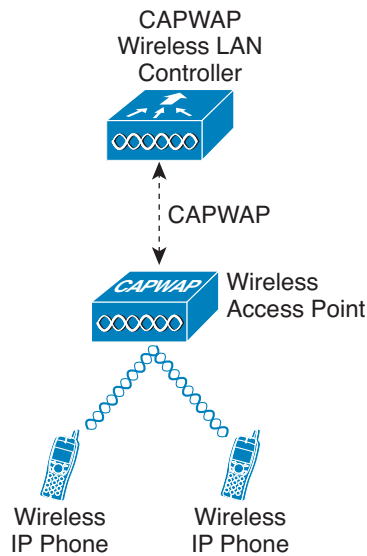 CAPWAP
Wireless LAN
Controller
CAPWAP
CAPWAP
Wireless
Access Point
Wireless
IP Phone
Wireless
IP Phone